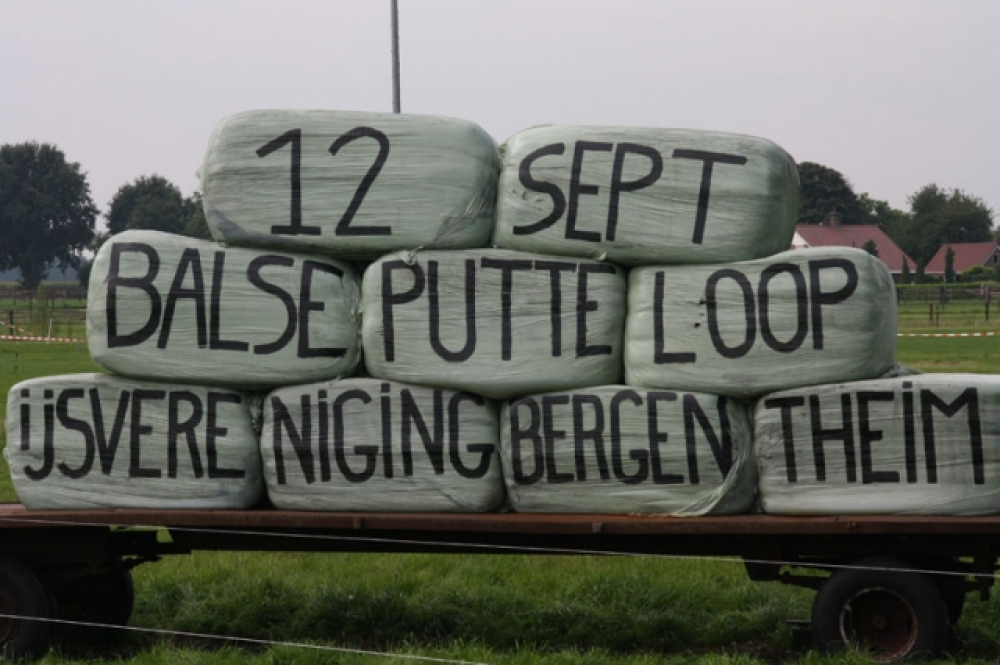 12 SEPT
BALSE PUTTE LOOP
ijSVERENiGiNG BERGENTHEiM